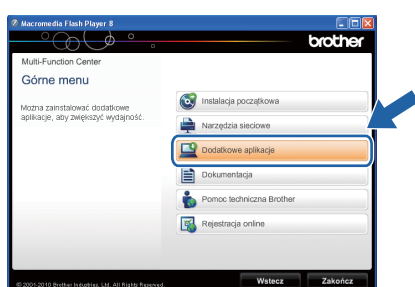 Macromedia Flash Player 8
brother
Multi-Function Center
Górne menu
Można zainstalować dodatkowe
aplikacje, aby zwiększyć wydajność.
Instalacja początkowa
Narzędzia sieciowe
Dodatkowe aplikacje
Dokumentacja
Pomoc techniczna Brother
Rejestracja online
© 2001-2010 Brother Industries, Ltd. All Rights Reserved.
Wstecz
Zakończ